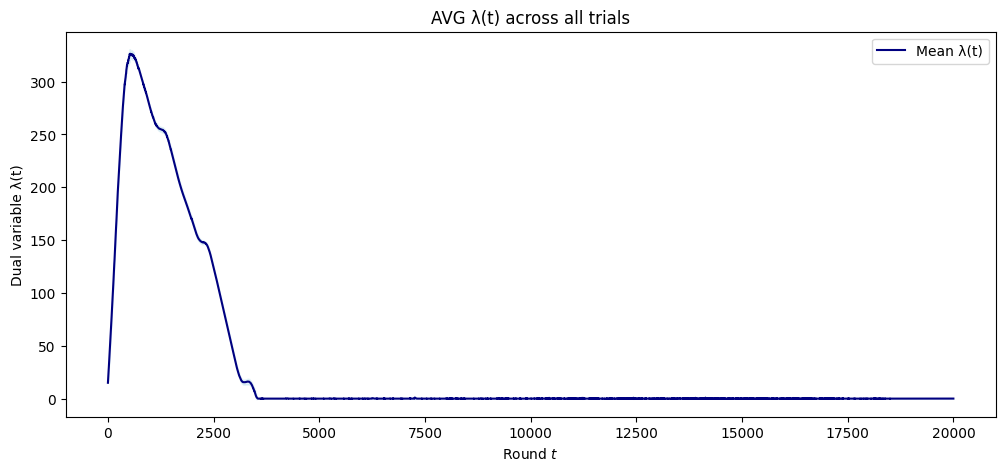 AVG λ(t) across all trials
Mean λ(t)
Dual variable λ(t)
300
250
200
150
100
50
0
0 2500 5000 7500 10000 12500 15000 17500 20000
Round t